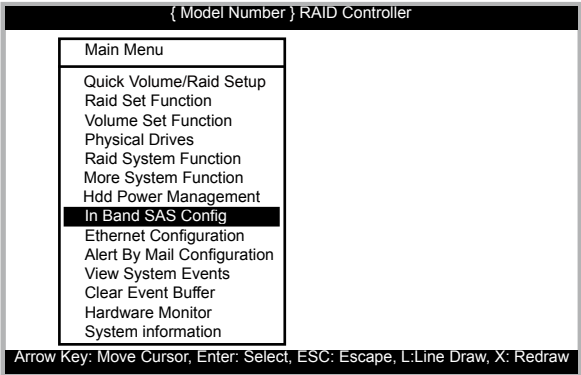 { Model Number } RAID Controller
Main Menu
Quick Volume/Raid Setup
Raid Set Function
Volume Set Function
Physical Drives
Raid System Function
More System Function
Hdd Power Management
In Band SAS Config
Ethernet Configuration
Alert By Mail Configuration
View System Events
Clear Event Buffer
Hardware Monitor
System information
Arrow Key: Move Cursor, Enter: Select, ESC: Escape, L:Line Draw, X: Redraw